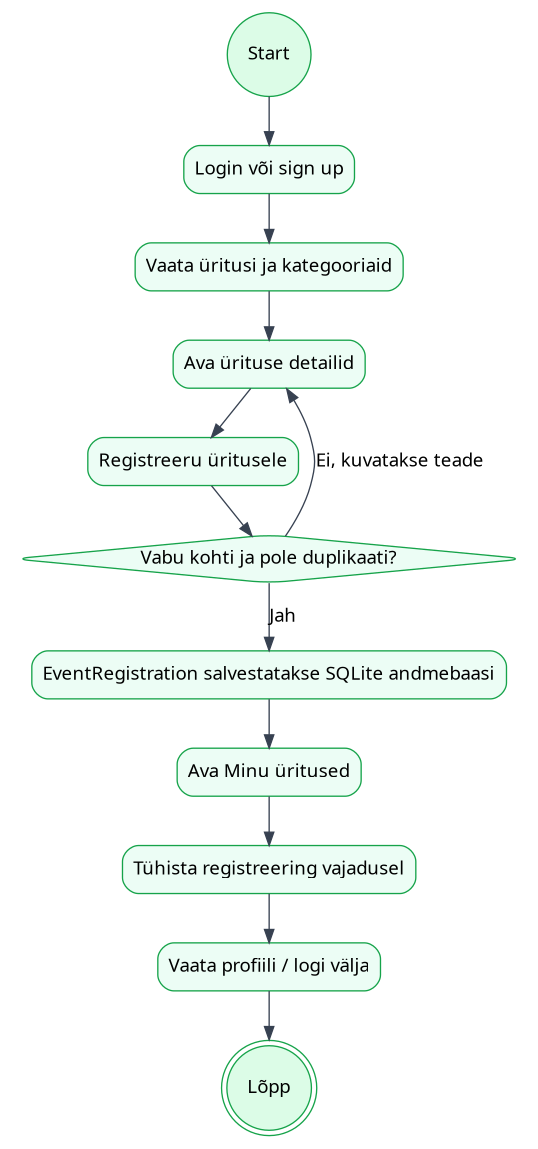 Start
Login või sign up
Vaata üritusi ja kategooriaid
Ava ürituse detailid
Registreeru üritusele
Ei, kuvatakse teade
Vabu kohti ja pole duplikaati?
Jah
EventRegistration salvestatakse SQLite andmebaasi
Ava Minu üritused
Tühista registreering vajadusel
Vaata profiili / logi välja
Lõpp